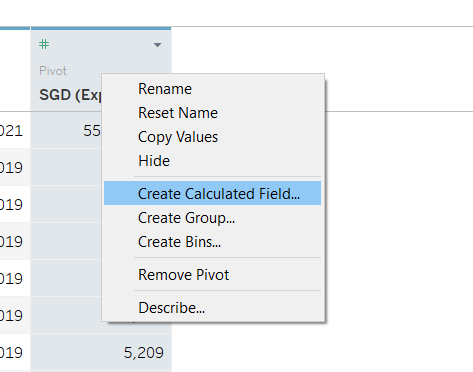 #
Pivot
SGD (Exp
021 55
019
019
019
019
019
019 5,209
Rename
Reset Name
Copy Values
Hide
Create Calculated Field...
Create Group...
Create Bins...
Remove Pivot
Describe...